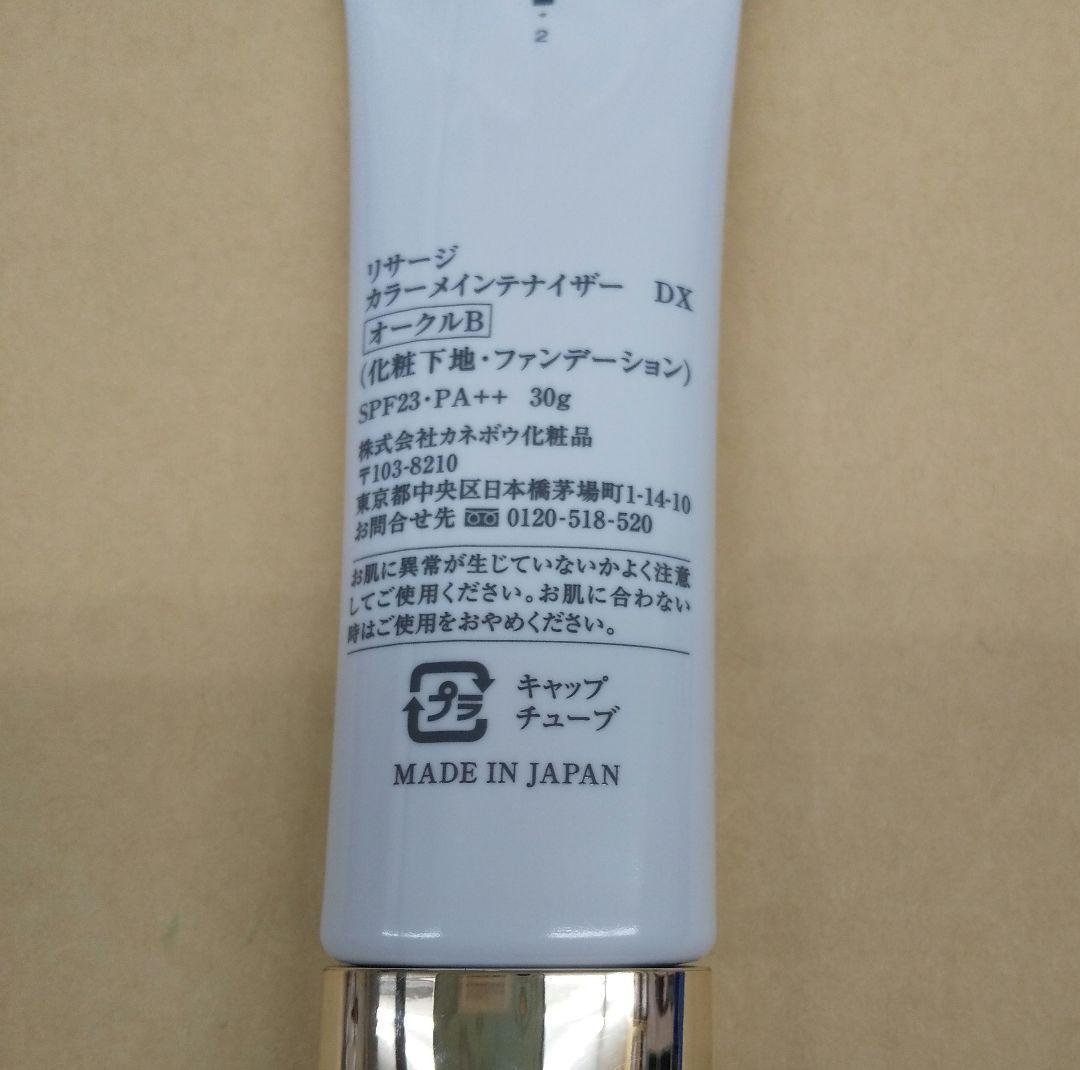 2
リサージ
カラーメインテナイザー DX
オークルB
(化粧下地・ファンデーション)
SPF23・PA++ 30g
株式会社カネボウ化粧品
〒103-8210
東京都中央区日本橋茅場町1-14-10
お問合せ先 0120-518-520
お肌に異常が生じていないかよく注意
してご使用ください。お肌に合わない
時はご使用をおやめください。
プラ
キャップ
チューブ
MADE IN JAPAN